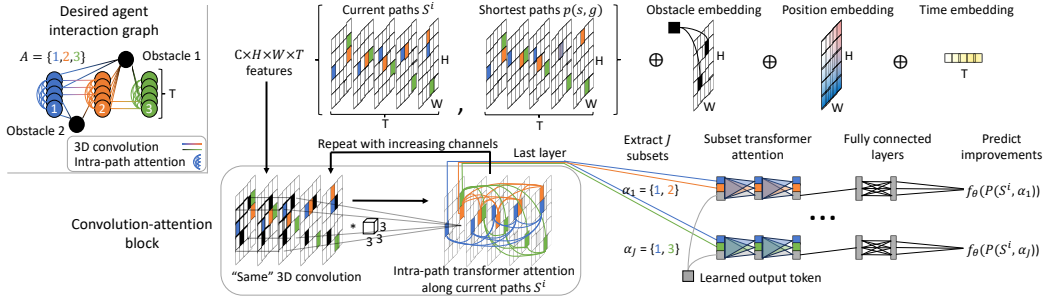 Desired agent
interaction graph
A = {1,2,3}
Obstacle 1
1
2
3
T
Obstacle 2
3D convolution
Intra-path attention
C×H×W×T
features
Current paths S^i
H
W
T
,
Shortest paths p(s, g)
H
W
T
⊕
Obstacle embedding
H
W
⊕
Position embedding
H
W
⊕
Time embedding
T
Repeat with increasing channels
Last layer
Convolution-attention
block
*
3
3
3
"Same" 3D convolution
Intra-path transformer attention
along current paths S^i
Extract J
subsets
Subset transformer
attention
Fully connected
layers
Predict
improvements
α_1 = {1, 2}
f_θ(P(S^i, α_1))
...
α_J = {1, 3}
f_θ(P(S^i, α_J))
Learned output token